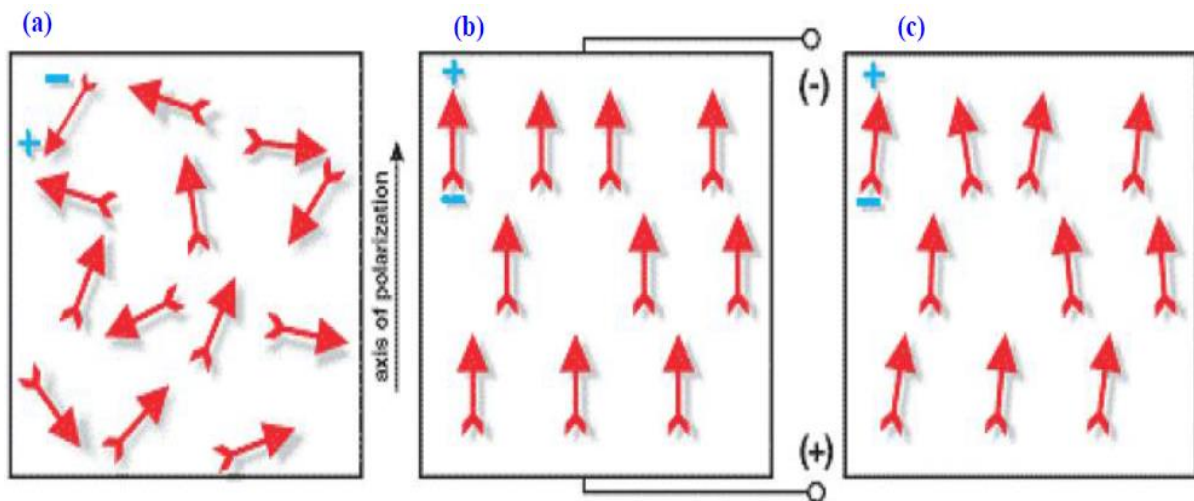 (a)
(b)
(c)
−
+
axis of polarization
+
−
(-)
(+)
+
−